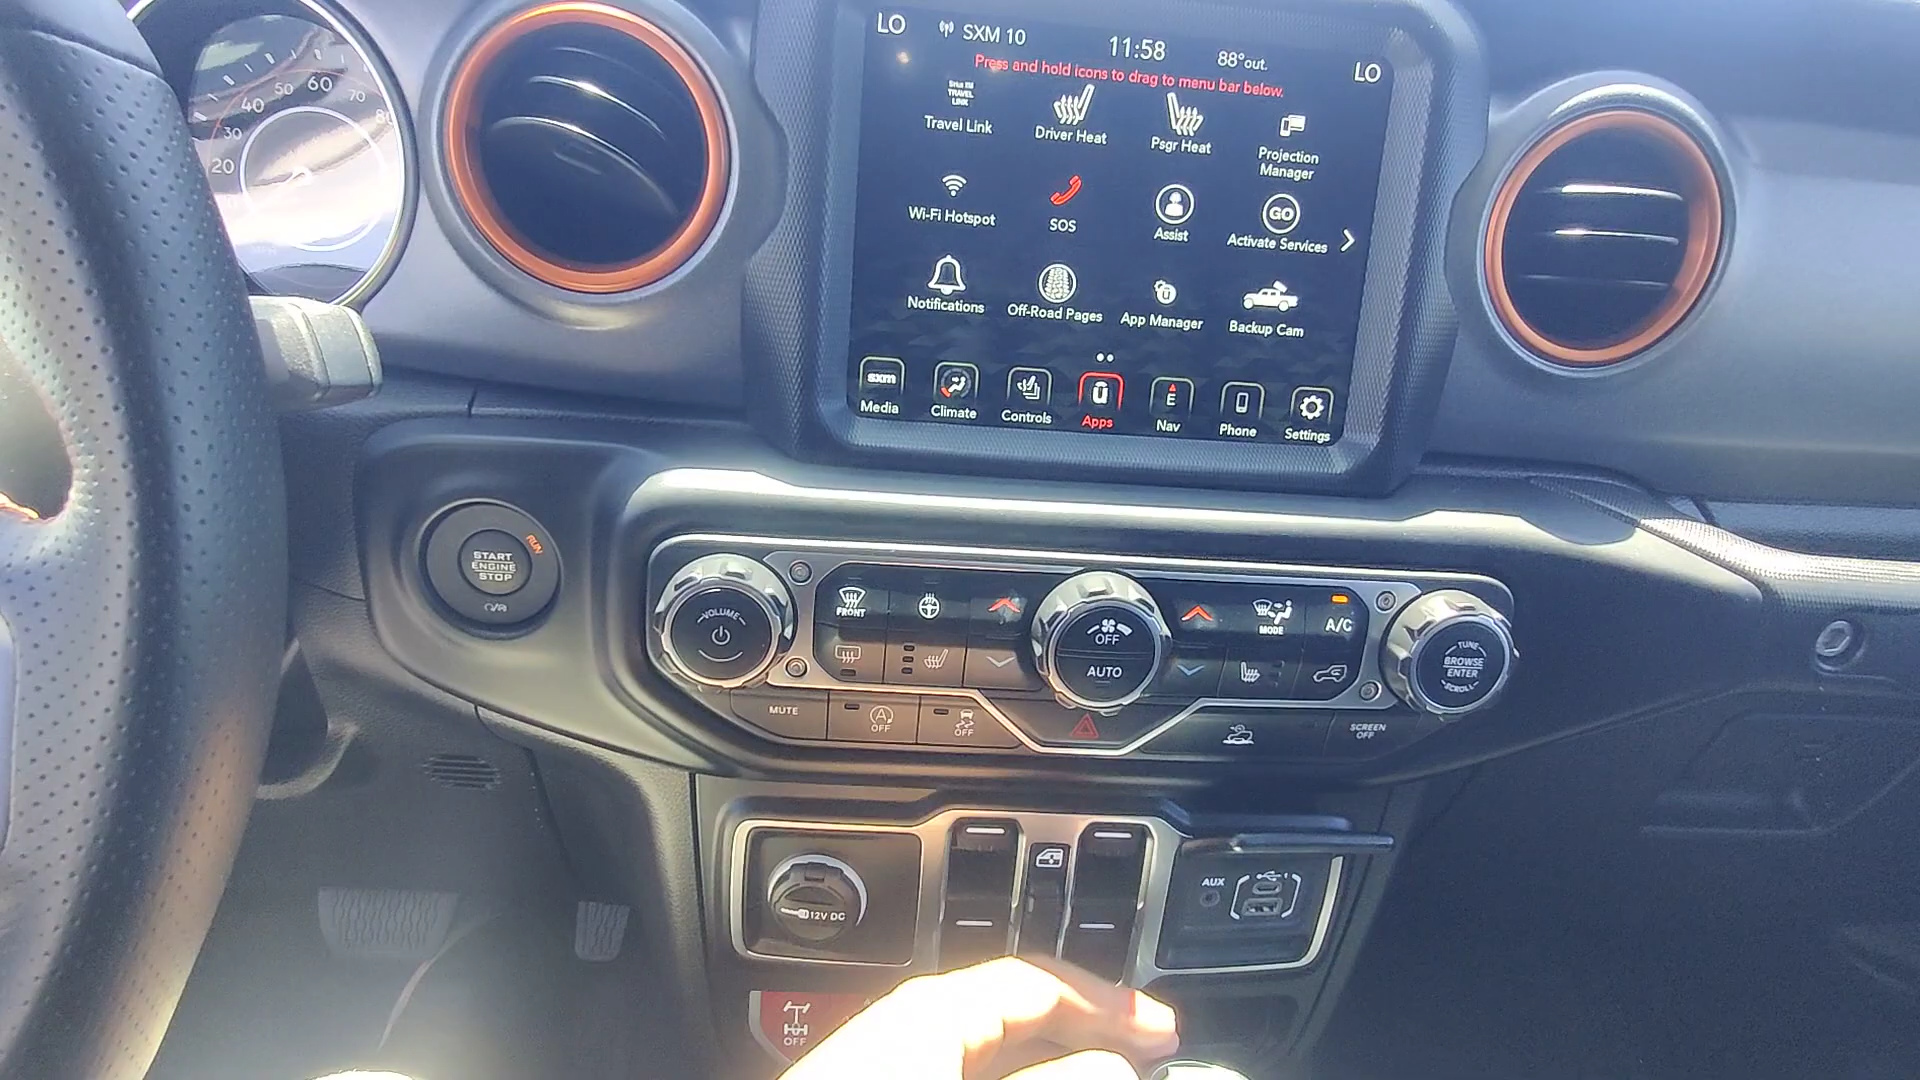 LO
SXM 10
11:58
88° out.
LO
Press and hold icons to drag to menu bar below.
TRAVEL
LINK
Travel Link
Driver Heat
Psgr Heat
Projection
Manager
Wi-Fi Hotspot
SOS
Assist
GO
Activate Services
Notifications
Off-Road Pages
App Manager
Backup Cam
sxm
Media
Climate
Controls
Apps
E
Nav
Phone
Settings
20
30
40
50
60
70
80
START
ENGINE
STOP
RUN
VOLUME
FRONT
OFF
AUTO
MODE
A/C
TUNE
BROWSE
ENTER
SCROLL
MUTE
A
OFF
OFF
SCREEN
OFF
12V DC
AUX
OFF